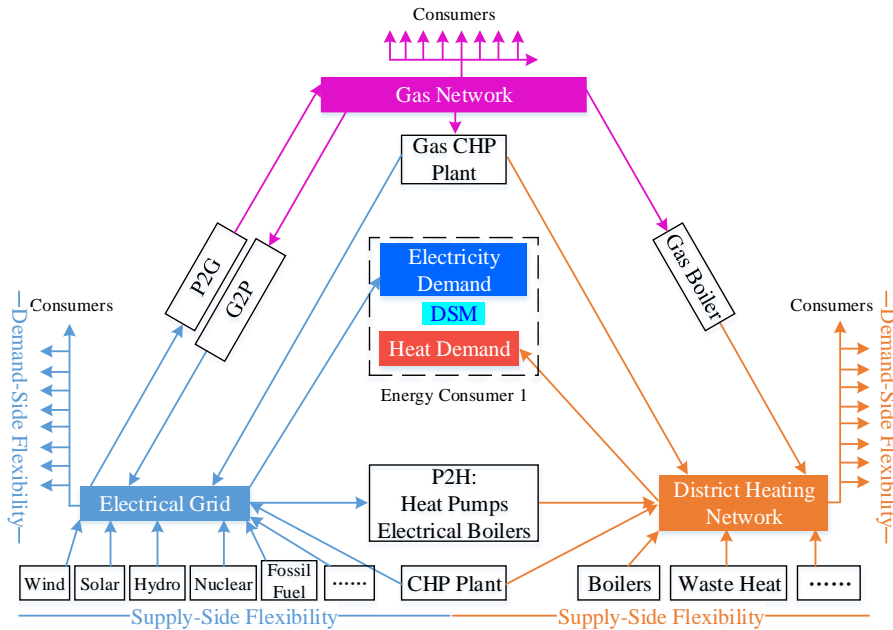 Consumers
Gas Network
Gas CHP
Plant
P2G
G2P
Gas Boiler
Electricity
Demand
DSM
Heat Demand
Energy Consumer 1
Consumers
Demand-Side Flexibility
Consumers
Demand-Side Flexibility
Electrical Grid
P2H:
Heat Pumps
Electrical Boilers
District Heating
Network
Wind
Solar
Hydro
Nuclear
Fossil
Fuel
······
CHP Plant
Boilers
Waste Heat
······
Supply-Side Flexibility
Supply-Side Flexibility